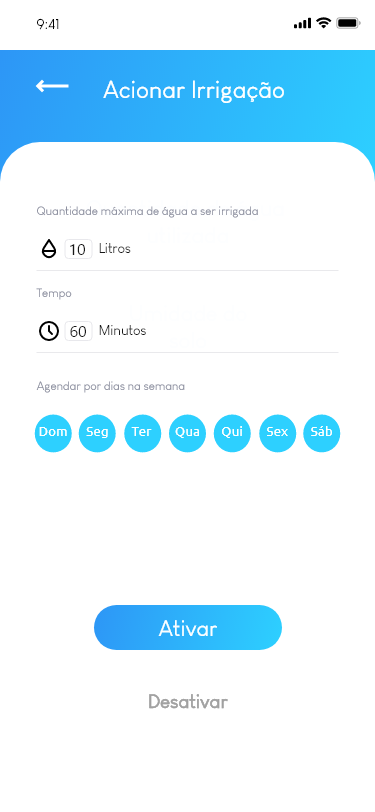 9:41
Acionar Irrigação
Quantidade máxima de água a ser irrigada
10 Litros
Tempo
60 Minutos
Agendar por dias na semana
Dom Seg Ter Qua Qui Sex Sáb
Ativar
Desativar